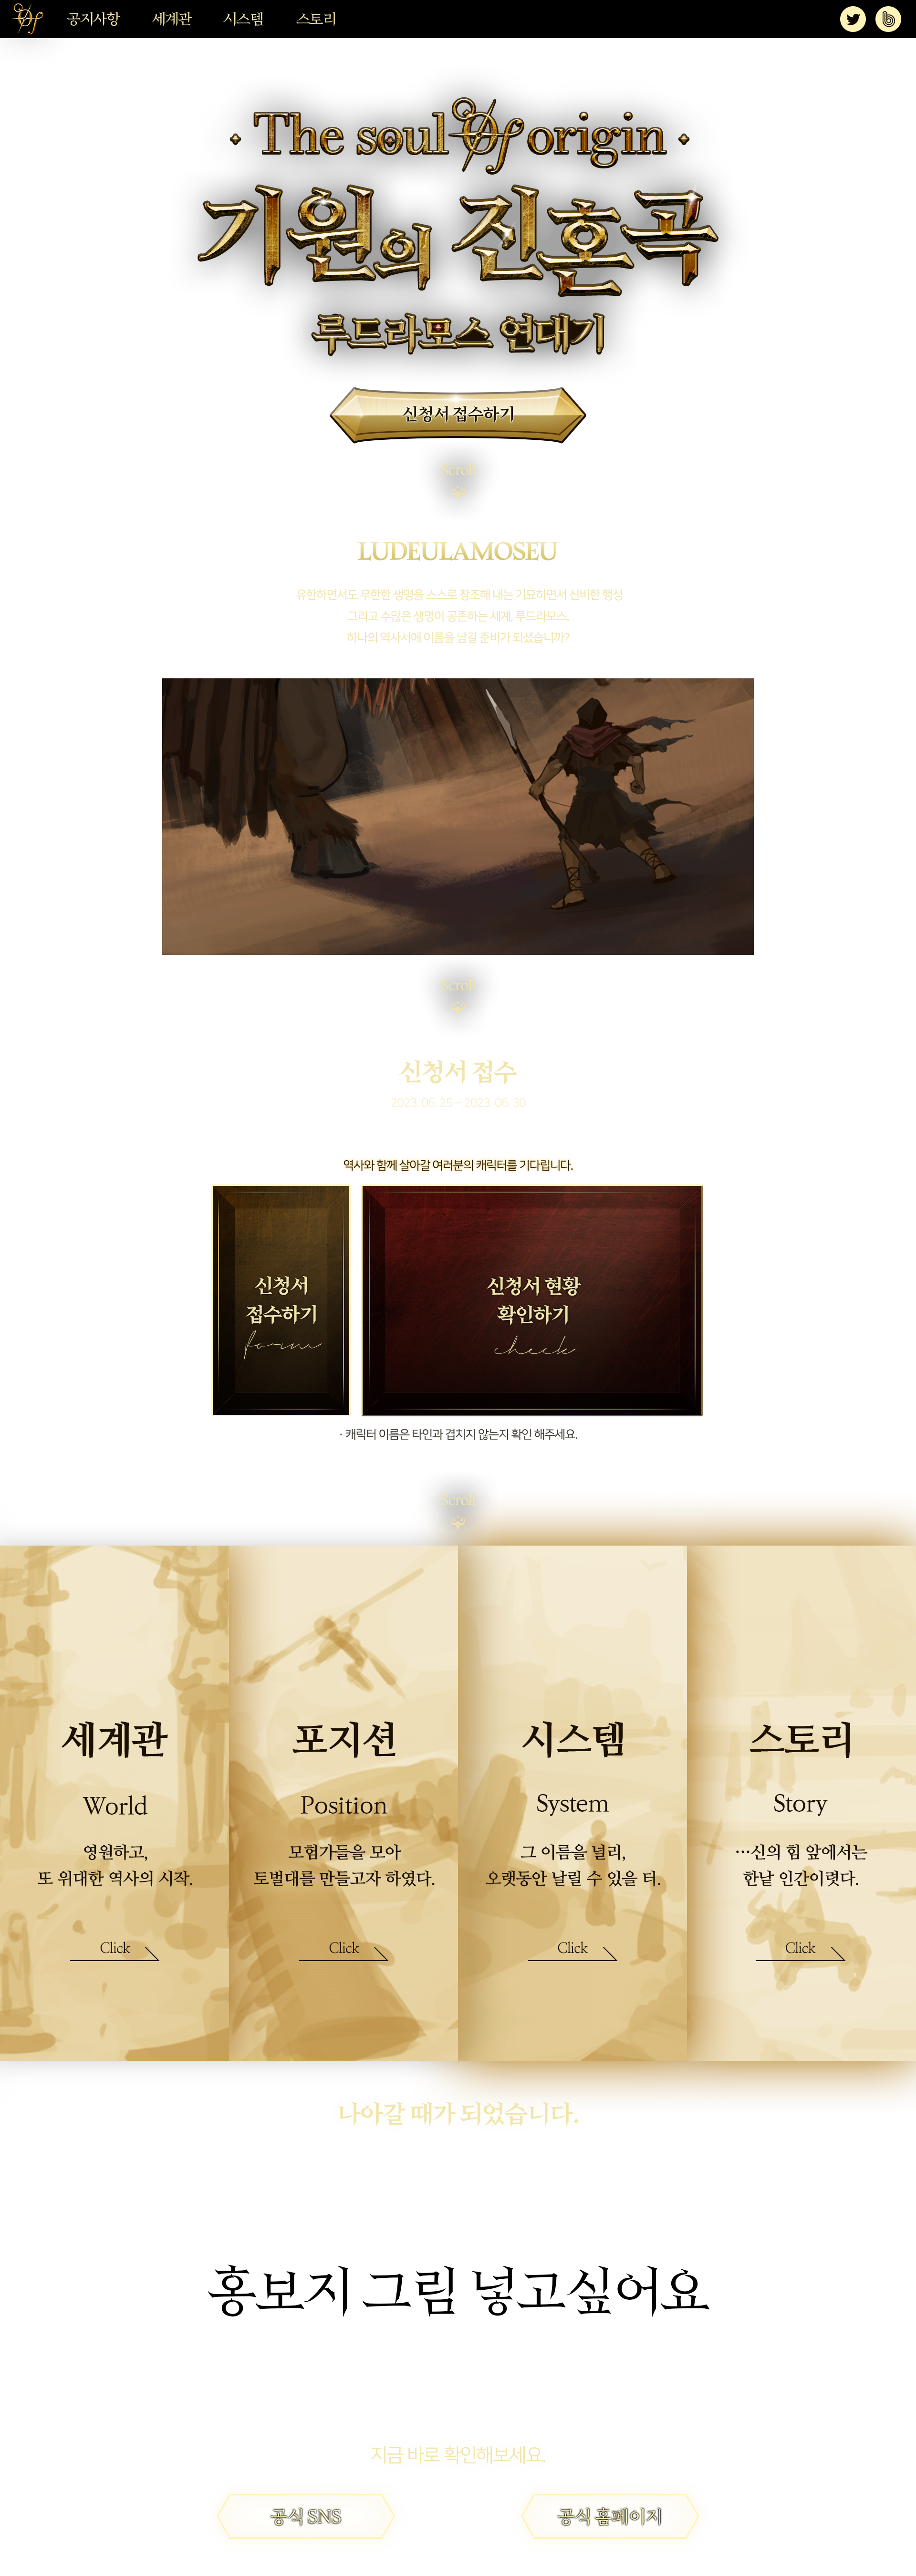 공지사항 세계관 시스템 스토리
The soul Of origin
기원의 진혼곡
루드라모스 연대기
신청서 접수하기
Scroll
LUDEULAMOSEU
유한하면서도 무한한 생명을 스스로 창조해 내는 기묘하면서 신비한 행성
그리고 수많은 생명이 공존하는 세계, 루드라모스.
하나의 역사서에 이름을 남길 준비가 되셨습니까?
Scroll
신청서 접수
2023. 06. 25 ~ 2023. 06. 30
역사와 함께 살아갈 여러분의 캐릭터를 기다립니다.
신청서
접수하기
form
신청서 현황
확인하기
check
· 캐릭터 이름은 타인과 겹치지 않는지 확인 해주세요.
Scroll
세계관
World
영원하고,
또 위대한 역사의 시작.
Click
포지션
Position
모험가들을 모아
토벌대를 만들고자 하였다.
Click
시스템
System
그 이름을 널리,
오랫동안 날릴 수 있을 터.
Click
스토리
Story
…신의 힘 앞에서는
한낱 인간이렷다.
Click
나아갈 때가 되었습니다.
홍보지 그림 넣고싶어요
지금 바로 확인해보세요.
공식 SNS
공식 홈페이지